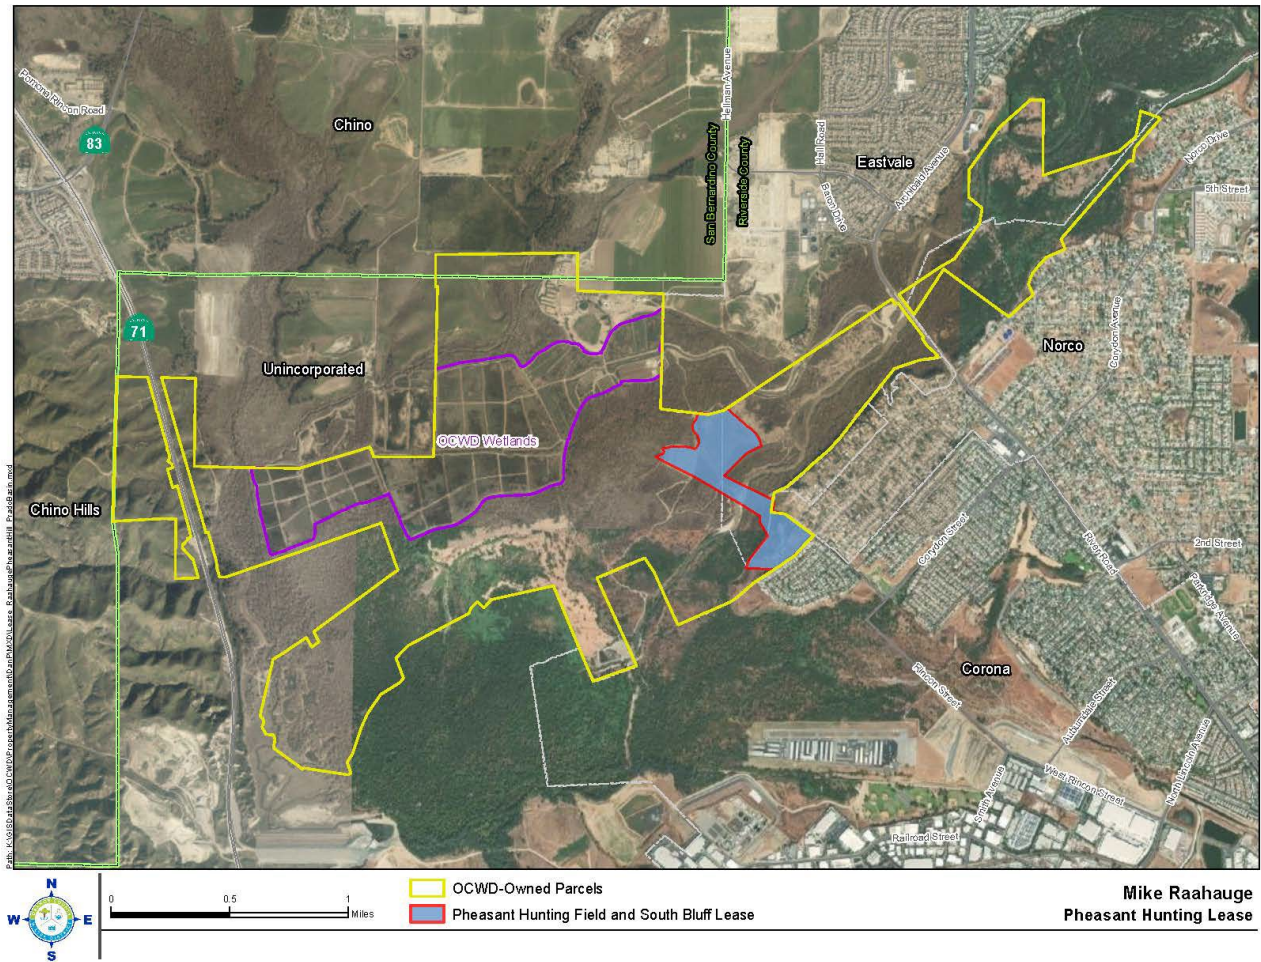 Pomona Rincon Road
83
Chino
Hellman Avenue
San Bernardino County
Riverside County
Hall Road
Baron Drive
Eastvale
Archibald Avenue
Norco Drive
5th Street
71
Unincorporated
Norco
Corydon Avenue
OCWD Wetlands
Chino Hills
Corydon Street
River Road
2nd Street
Parkridge Avenue
Corona
Rincon Street
Auburndale Street
North Lincoln Avenue
West Rincon Street
Smith Avenue
Railroad Street
N
W
E
S
0
0.5
1
Miles
OCWD-Owned Parcels
Pheasant Hunting Field and South Bluff Lease
Mike Raahauge
Pheasant Hunting Lease